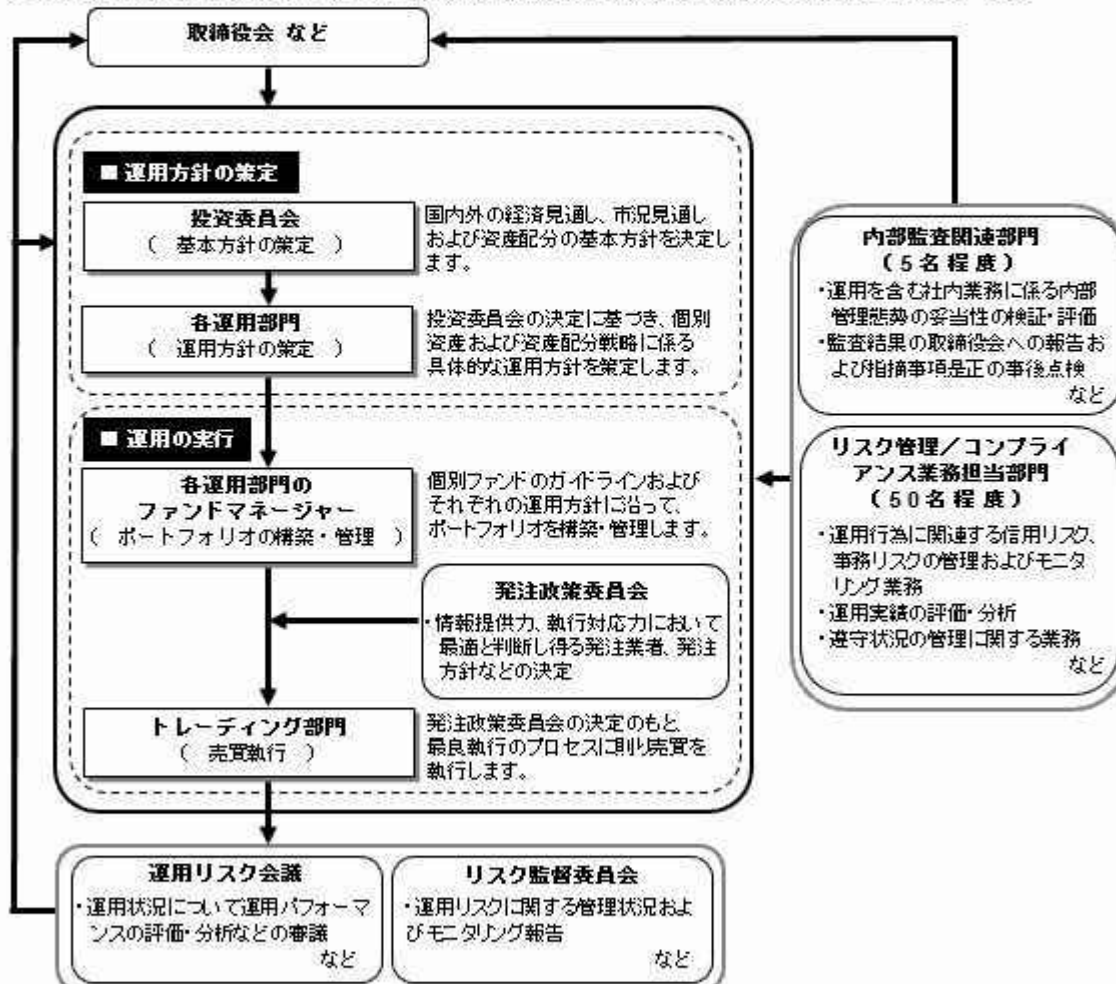 取締役会 など
■ 運用方針の策定
投資委員会
( 基本方針の策定 )
国内外の経済見通し、市況見通し
および資産配分の基本方針を決定し
ます。
各運用部門
( 運用方針の策定 )
投資委員会の決定に基づき、個別
資産および資産配分戦略に係る
具体的な運用方針を策定します。
■ 運用の実行
各運用部門の
ファンドマネージャー
( ポートフォリオの構築・管理 )
個別ファンドのガイドラインおよび
それぞれの運用方針に沿って、
ポートフォリオを構築・管理します。
発注政策委員会
・情報提供力、執行対応力において
最適と判断し得る発注業者、発注
方針などの決定
トレーディング部門
( 売買執行 )
発注政策委員会の決定のもと、
最良執行のプロセスに則り売買を
執行します。
運用リスク会議
・運用状況について運用パフォーマ
ンスの評価・分析などの審議
など
リスク監督委員会
・運用リスクに関する管理状況およ
びモニタリング報告
など
内部監査関連部門
(5名程度)
・運用を含む社内業務に係る内部
管理態勢の妥当性の検証・評価
・監査結果の取締役会への報告お
よび指摘事項是正の事後点検
など
リスク管理/コンプライ
アンス業務担当部門
(50名程度)
・運用行為に関連する信用リスク、
事務リスクの管理およびモニタ
リング業務
・運用実績の評価・分析
・遵守状況の管理に関する業務
など